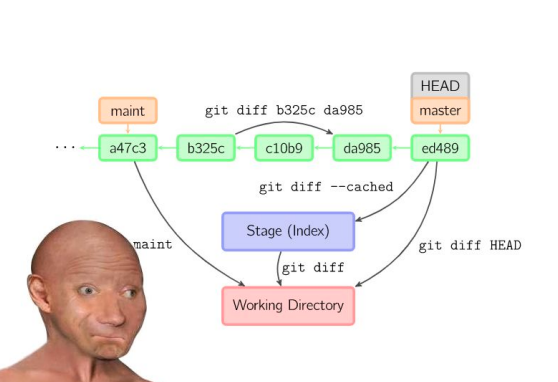 HEAD
maint
git diff b325c da985
master
...
a47c3
b325c
c10b9
da985
ed489
git diff --cached
Stage (Index)
maint
git diff HEAD
git diff
Working Directory